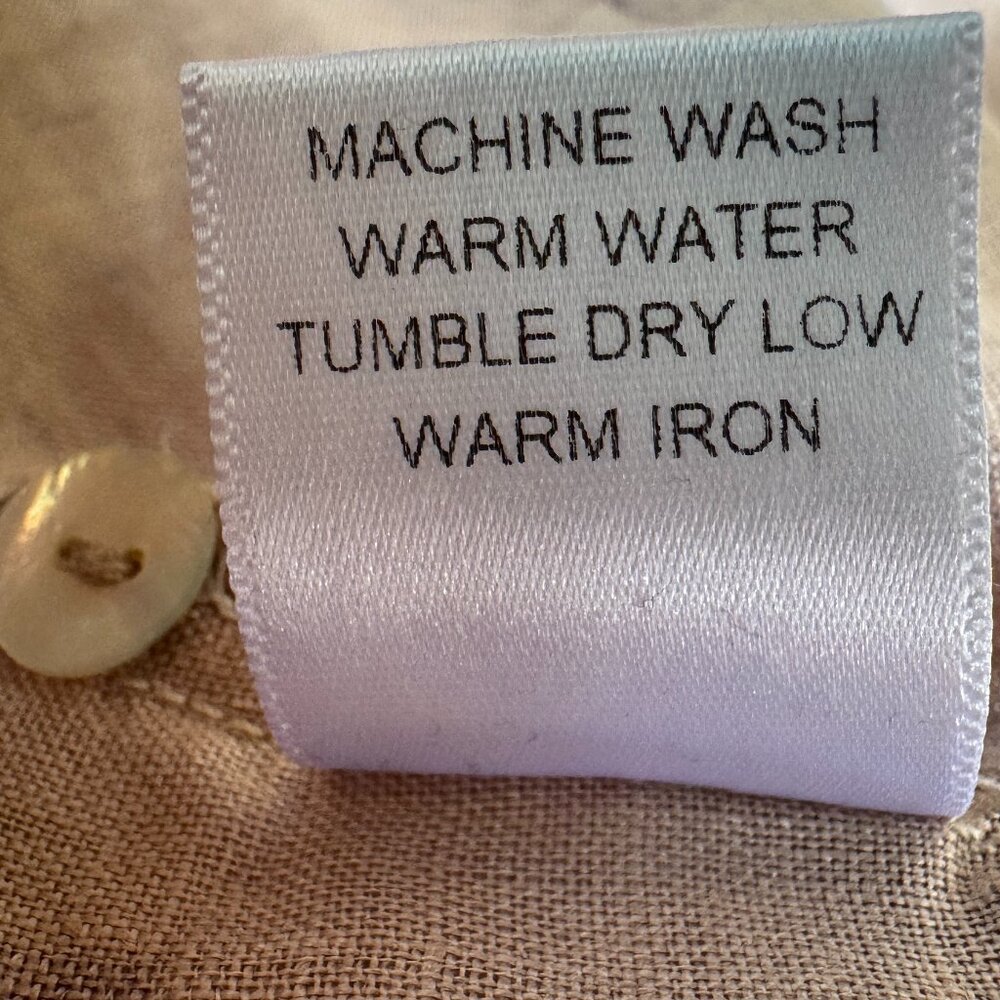 MACHINE WASH
WARM WATER
TUMBLE DRY LOW
WARM IRON